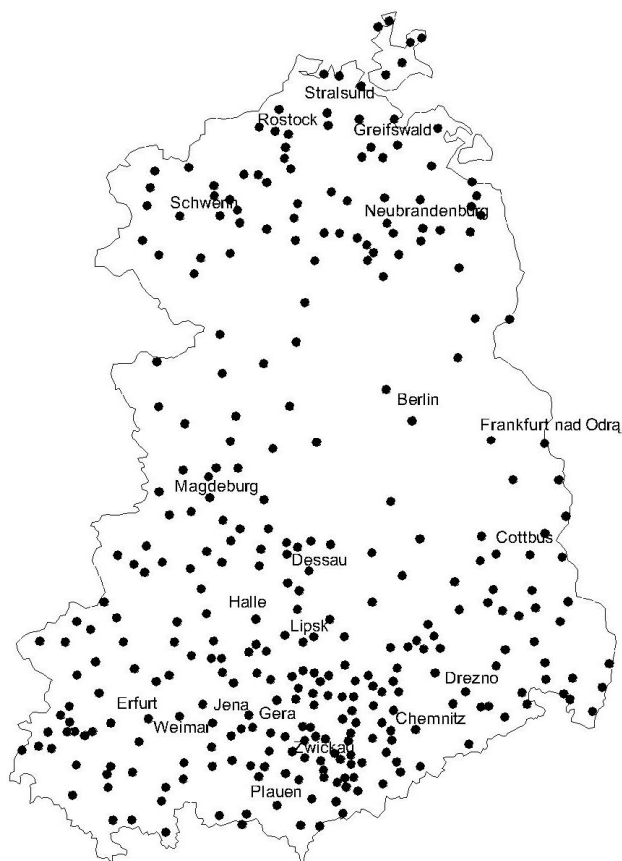 Stralsund
Rostock
Greifswald
Schwerin
Neubrandenburg
Berlin
Frankfurt nad Odrą
Magdeburg
Cottbus
Dessau
Halle
Lipsk
Drezno
Erfurt
Jena
Gera
Chemnitz
Weimar
Zwickau
Plauen